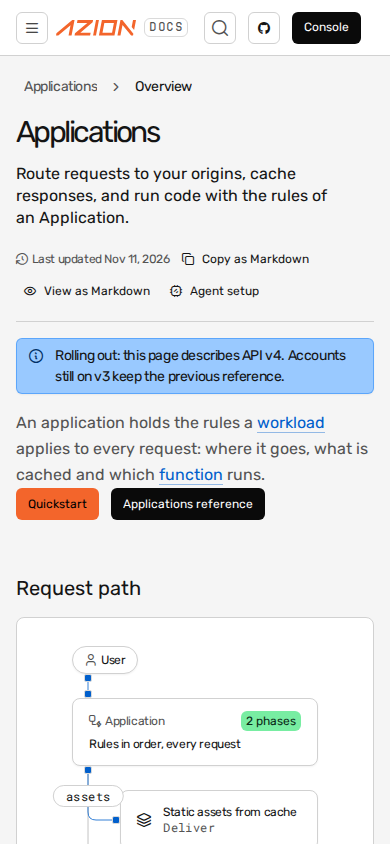 AZION DOCS Console
Applications > Overview
Applications
Route requests to your origins, cache
responses, and run code with the rules of
an Application.
Last updated Nov 11, 2026 Copy as Markdown
View as Markdown Agent setup
Rolling out: this page describes API v4. Accounts
still on v3 keep the previous reference.
An application holds the rules a workload
applies to every request: where it goes, what is
cached and which function runs.
Quickstart Applications reference
Request path
User
Application 2 phases
Rules in order, every request
assets
Static assets from cache
Deliver